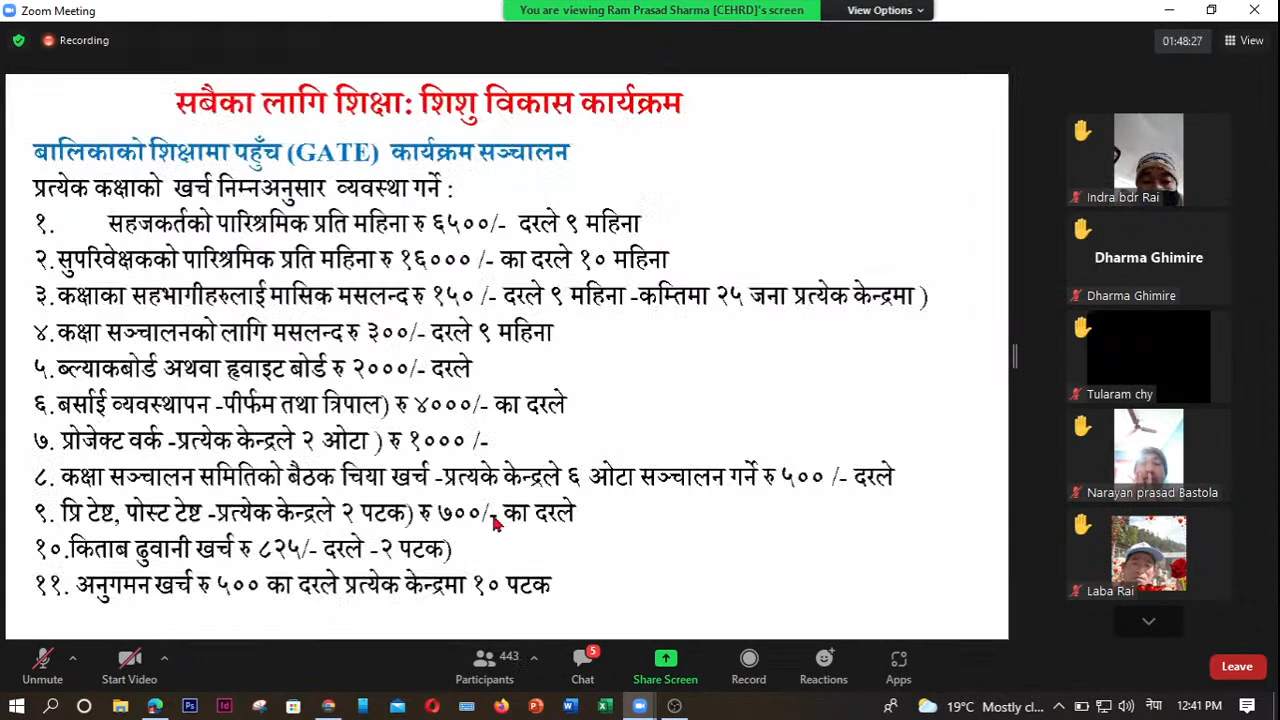 Zoom Meeting
You are viewing Ram Prasad Sharma [CEHRD]'s screen
View Options
Recording
01:48:27
View
सबैका लागि शिक्षा: शिशु विकास कार्यक्रम
बालिकाको शिक्षामा पहुँच (GATE) कार्यक्रम सञ्चालन
प्रत्येक कक्षाको खर्च निम्नअनुसार व्यवस्था गर्ने :
१. सहजकर्तको पारिश्रमिक प्रति महिना रु ६५००/- दरले ९ महिना
२. सुपरिवेक्षकको पारिश्रमिक प्रति महिना रु १६००० /- का दरले १० महिना
३. कक्षाका सहभागीहरुलाई मासिक मसलन्द रु १५० /- दरले ९ महिना -कम्तिमा २५ जना प्रत्येक केन्द्रमा )
४. कक्षा सञ्चालनको लागि मसलन्द रु ३००/- दरले ९ महिना
५. ब्ल्याकबोर्ड अथवा ह्वाइट बोर्ड रु २०००/- दरले
६. बर्साई व्यवस्थापन -पीर्फम तथा त्रिपाल) रु ४०००/- का दरले
७. प्रोजेक्ट वर्क -प्रत्येक केन्द्रले २ ओटा ) रु १००० /-
८. कक्षा सञ्चालन समितिको बैठक चिया खर्च -प्रत्यके केन्द्रले ६ ओटा सञ्चालन गर्ने रु ५०० /- दरले
९. प्रि टेष्ट, पोस्ट टेष्ट -प्रत्येक केन्द्रले २ पटक) रु ७००/- का दरले
१०.किताब ढुवानी खर्च रु ८२५/- दरले -२ पटक)
११. अनुगमन खर्च रु ५०० का दरले प्रत्येक केन्द्रमा १० पटक
Indra bdr Rai
Dharma Ghimire
Dharma Ghimire
Tularam chy
Narayan prasad Bastola
Laba Rai
Unmute
Start Video
443
Participants
5
Chat
Share Screen
Record
Reactions
Apps
Leave
19°C Mostly cl...
नेपा
12:41 PM